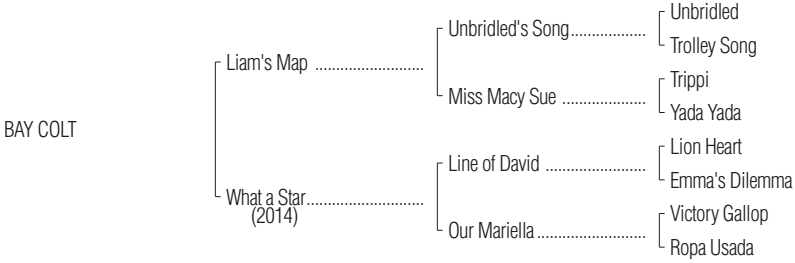 Unbridled
Unbridled's Song..................
Trolley Song
Liam's Map ..........................
Trippi
Miss Macy Sue ....................
Yada Yada
BAY COLT
Lion Heart
Line of David ........................
Emma's Dilemma
What a Star............................
(2014)
Victory Gallop
Our Mariella..........................
Ropa Usada